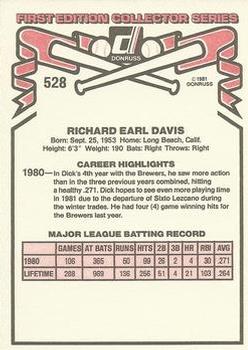 FIRST EDITION COLLECTOR SERIES
DONRUSS
528
©1981
DONRUSS
RICHARD EARL DAVIS
Born: Sept. 25, 1953 Home: Long Beach, Calif.
Height: 6'3" Weight: 190 Bats: Right Throws: Right
CAREER HIGHLIGHTS
1980—In Dick's 4th year with the Brewers, he saw more action
than in the three previous years combined, hitting a
healthy .271. Dick hopes to see even more playing time
in 1981 due to the departure of Sixto Lezcano during
the winter trades. He had four (4) game winning hits for
the Brewers last year.
MAJOR LEAGUE BATTING RECORD
GAMES AT BATS RUNS HITS 2B 3B HR RBI AVG
1980 106 365 50 99 26 2 4 30 .271
LIFETIME 288 988 136 256 51 4 21 103 .264